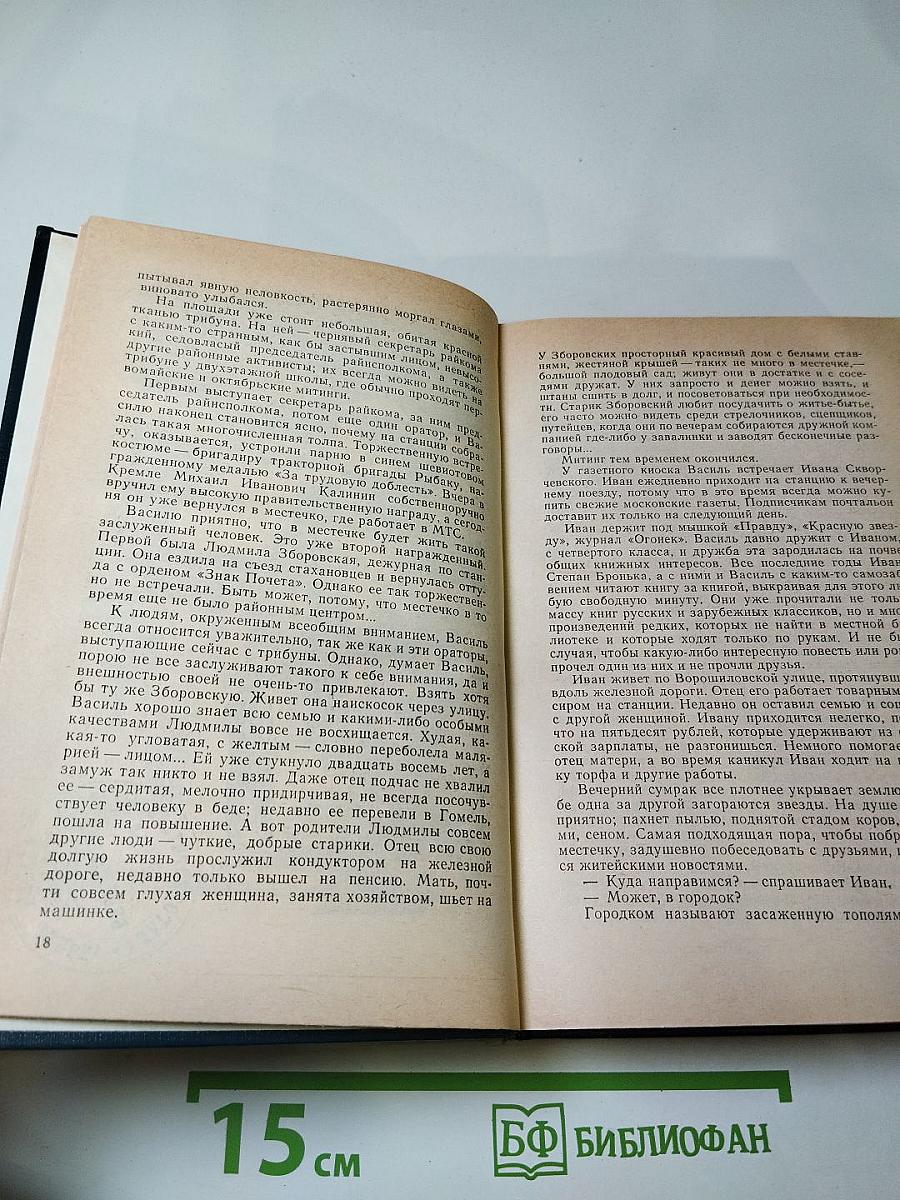 пытывал явную неловкость, растерянно моргал глазами,
виновато улыбался.
На площади уже стоит небольшая, обитая красной
тканью трибуна. На ней — чернявый секретарь райкома
с каким-то странным, как бы застывшим лицом, невысо-
кий, седовласый председатель райисполкома, а также
другие районные активисты; их всегда можно видеть на
трибуне у двухэтажной школы, где обычно проходят пер-
вомайские и октябрьские митинги.
Первым выступает секретарь райкома, за ним пред-
седатель райисполкома, потом еще один оратор, и Ва-
силю наконец становится ясно, почему на станции собра-
лась такая многочисленная толпа. Торжественную встре-
чу, оказывается, устроили парню в синем шевиотовом
костюме — бригадиру тракторной бригады Рыбаку, на-
гражденному медалью «За трудовую доблесть». Вчера в
Кремле Михаил Иванович Калинин собственноручно
вручил ему высокую правительственную награду, а сегод-
ня он уже вернулся в местечко, где работает в МТС.
Василю приятно, что в местечке будет жить такой
заслуженный человек. Это уже второй награжденный.
Первой была Людмила Зборовская, дежурная по стан-
ции. Она ездила на съезд стахановцев и вернулась отту-
да с орденом «Знак Почета». Однако ее так торжествен-
но не встречали. Быть может, потому, что местечко в то
время еще не было районным центром...
К людям, окруженным всеобщим вниманием, Василь
всегда относится уважительно, так же как и эти ораторы,
выступающие сейчас с трибуны. Однако, думает Василь,
порою не все заслуживают такого к себе внимания, да и
внешностью своей не очень-то привлекают. Взять хотя
бы ту же Зборовскую. Живет она наискосок через улицу.
Василь хорошо знает всю семью и какими-либо особыми
качествами Людмилы вовсе не восхищается. Худая, ка-
кая-то угловатая, с желтым — словно переболела маля-
рией — лицом... Ей уже стукнуло двадцать восемь лет, а
замуж так никто и не взял. Даже отец подчас не хвалил
ее — сердитая, мелочно придирчивая, не всегда посочув-
ствует человеку в беде; недавно ее перевели в Гомель,
пошла на повышение. А вот родители Людмилы совсем
другие люди — чуткие, добрые старики. Отец всю свою
долгую жизнь прослужил кондуктором на железной
дороге, недавно только вышел на пенсию. Мать, поч-
ти совсем глухая женщина, занята хозяйством, шьет на
машинке.
18
У Зборовских просторный красивый дом с белыми став-
нями, жестяной крышей — таких не много в местечке,—
большой плодовый сад; живут они в достатке и с сосе-
дями дружат. У них запросто и денег можно взять, и
штаны сшить в долг, и посоветоваться при необходимос-
ти. Старик Зборовский любит посудачить о житье-бытье,
его часто можно видеть среди стрелочников, сцепщиков,
путейцев, когда они по вечерам собираются дружной ком-
панией где-либо у завалинки и заводят бесконечные раз-
говоры...
Митинг тем временем окончился.
У газетного киоска Василь встречает Ивана Сквор-
чевского. Иван ежедневно приходит на станцию к вечер-
нему поезду, потому что в это время всегда можно ку-
пить свежие московские газеты. Подписчикам почтальон
доставит их только на следующий день.
Иван держит под мышкой «Правду», «Красную звез-
ду», журнал «Огонек». Василь давно дружит с Иваном,
с четвертого класса, и дружба эта зародилась на почве
общих книжных интересов. Все последние годы Иван
Степан Бронька, а с ними и Василь с каким-то самозаб
вением читают книгу за книгой, выкраивая для этого лю
бую свободную минуту. Они уже прочитали не толь
массу книг русских и зарубежных классиков, но и мно
произведений редких, которых не найти в местной б
лиотеке и которые ходят только по рукам. И не бы
случая, чтобы какую-либо интересную повесть или ро
прочел один из них и не прочли друзья.
Иван живет по Ворошиловской улице, протянувш
вдоль железной дороги. Отец его работает товарным
сиром на станции. Недавно он оставил семью и сош
с другой женщиной. Ивану приходится нелегко, по
что на пятьдесят рублей, которые удерживают из
ской зарплаты, не разгонишься. Немного помогае
отец матери, а во время каникул Иван ходит на
ку торфа и другие работы.
Вечерний сумрак все плотнее укрывает землю
бе одна за другой загораются звезды. На душе
приятно; пахнет пылью, поднятой стадом коров,
ми, сеном. Самая подходящая пора, чтобы побр
местечку, задушевно побеседовать с друзьями,
ся житейскими новостями.
— Куда направимся? — спрашивает Иван.
— Может, в городок?
Городком называют засаженную тополям
15 см
БФ БИБЛИОФАН